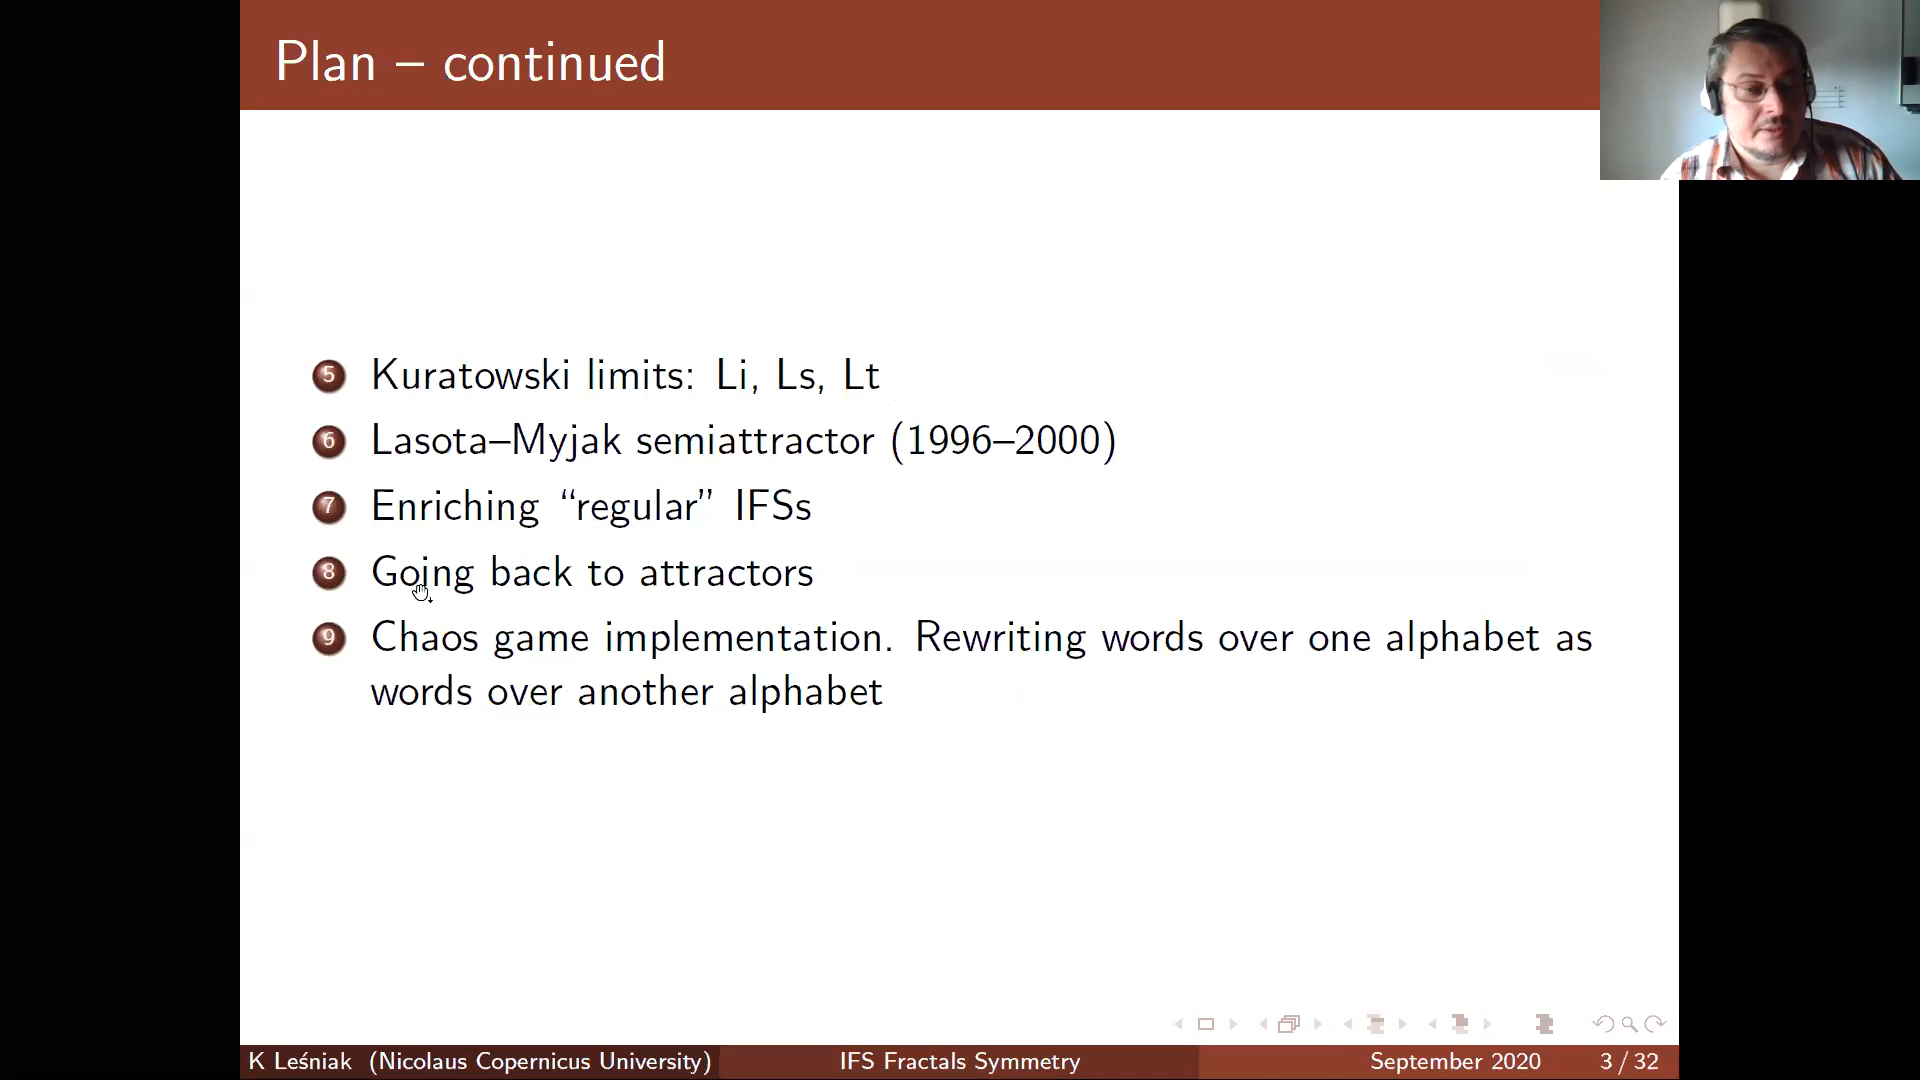 Plan – continued
5 Kuratowski limits: Li, Ls, Lt
6 Lasota–Myjak semiattractor (1996–2000)
7 Enriching “regular” IFSs
8 Going back to attractors
9 Chaos game implementation. Rewriting words over one alphabet as
words over another alphabet
K Leśniak (Nicolaus Copernicus University) IFS Fractals Symmetry September 2020 3 / 32